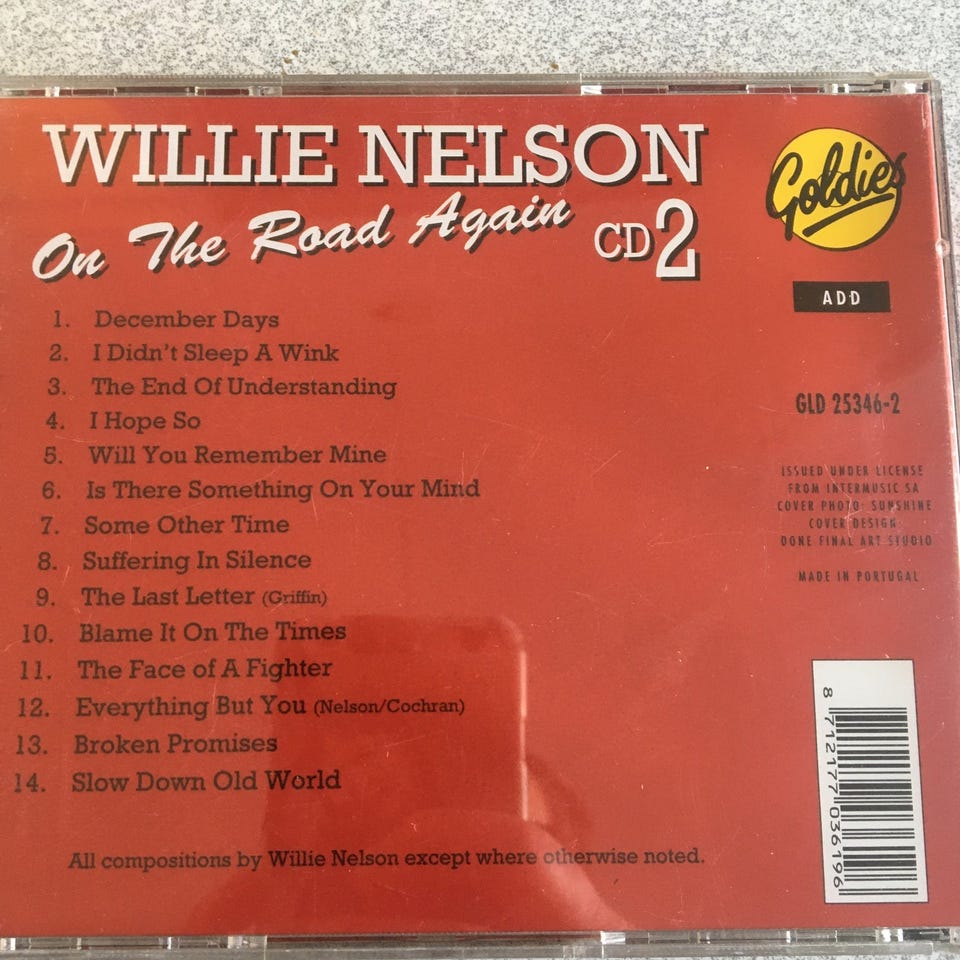 WILLIE NELSON
On The Road Again
CD 2
Goldies
ADD
GLD 25346-2
ISSUED UNDER LICENSE
FROM INTERMUSIC SA
COVER PHOTO: SUNSHINE
COVER DESIGN:
DONE FINAL ART STUDIO
MADE IN PORTUGAL
1. December Days
2. I Didn't Sleep A Wink
3. The End Of Understanding
4. I Hope So
5. Will You Remember Mine
6. Is There Something On Your Mind
7. Some Other Time
8. Suffering In Silence
9. The Last Letter (Griffin)
10. Blame It On The Times
11. The Face of A Fighter
12. Everything But You (Nelson/Cochran)
13. Broken Promises
14. Slow Down Old World
All compositions by Willie Nelson except where otherwise noted.
8 712177 036196